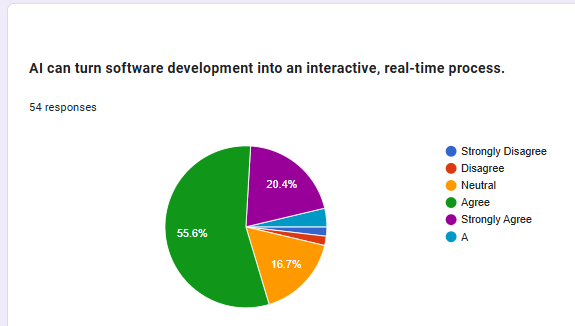 AI can turn software development into an interactive, real-time process.
54 responses
20.4%
55.6%
16.7%
Strongly Disagree
Disagree
Neutral
Agree
Strongly Agree
A